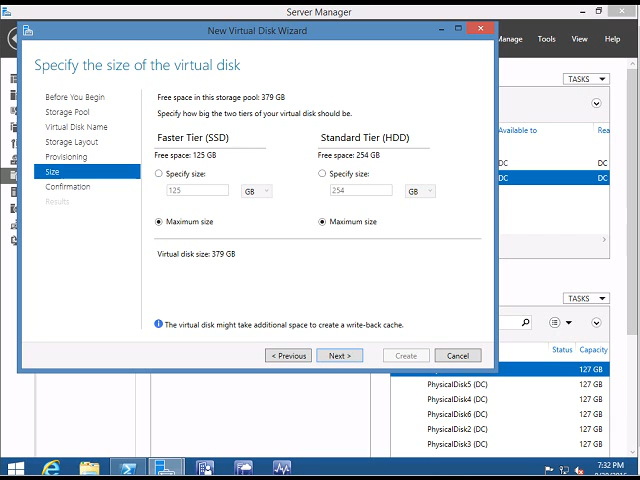 Server Manager
New Virtual Disk Wizard
Manage Tools View Help
Specify the size of the virtual disk
TASKS
Before You Begin
Storage Pool
Virtual Disk Name
Storage Layout
Provisioning
Size
Confirmation
Results
Free space in this storage pool: 379 GB
Specify how big the two tiers of your virtual disk should be.
Faster Tier (SSD)
Standard Tier (HDD)
Free space: 125 GB
Free space: 254 GB
Specify size:
Specify size:
125 GB
254 GB
Maximum size
Maximum size
Virtual disk size: 379 GB
The virtual disk might take additional space to create a write-back cache.
< Previous Next > Create Cancel
Available to Rea
DC DC
DC DC
TASKS
Status Capacity
127 GB
PhysicalDisk5 (DC) 127 GB
PhysicalDisk4 (DC) 127 GB
PhysicalDisk6 (DC) 127 GB
PhysicalDisk2 (DC) 127 GB
PhysicalDisk3 (DC) 127 GB
7:32 PM